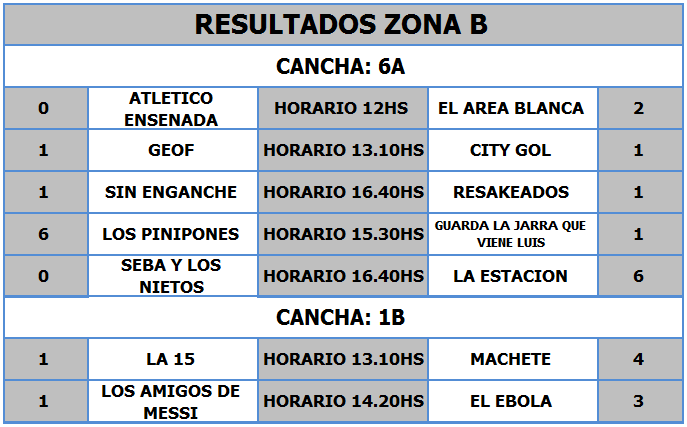 RESULTADOS ZONA B
CANCHA: 6A
0 ATLETICO ENSENADA HORARIO 12HS EL AREA BLANCA 2
1 GEOF HORARIO 13.10HS CITY GOL 1
1 SIN ENGANCHE HORARIO 16.40HS RESAKEADOS 1
6 LOS PINIPONES HORARIO 15.30HS GUARDA LA JARRA QUE VIENE LUIS 1
0 SEBA Y LOS NIETOS HORARIO 16.40HS LA ESTACION 6
CANCHA: 1B
1 LA 15 HORARIO 13.10HS MACHETE 4
1 LOS AMIGOS DE MESSI HORARIO 14.20HS EL EBOLA 3